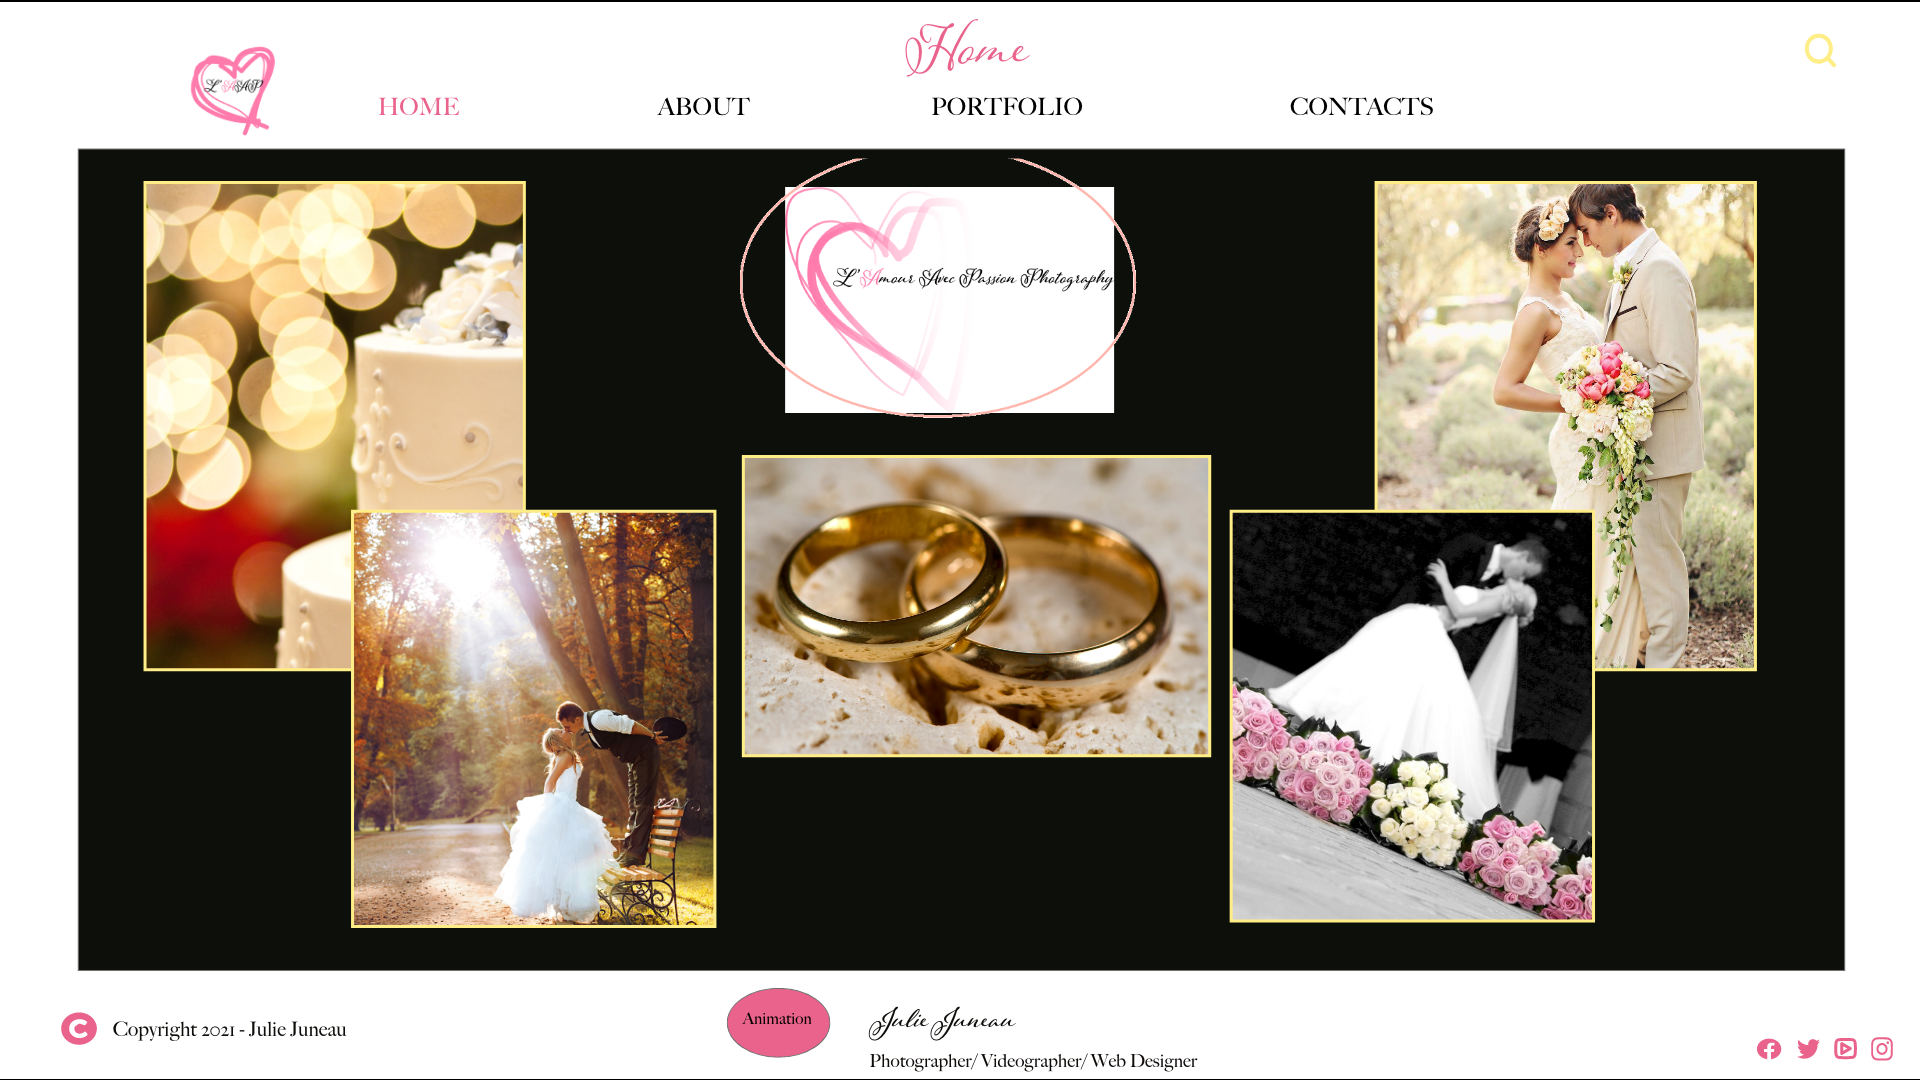 Home
L'AAP
HOME ABOUT PORTFOLIO CONTACTS
L'Amour Avec Passion Photography
C Copyright 2021 - Julie Juneau
Animation
Julie Juneau
Photographer/ Videographer/ Web Designer